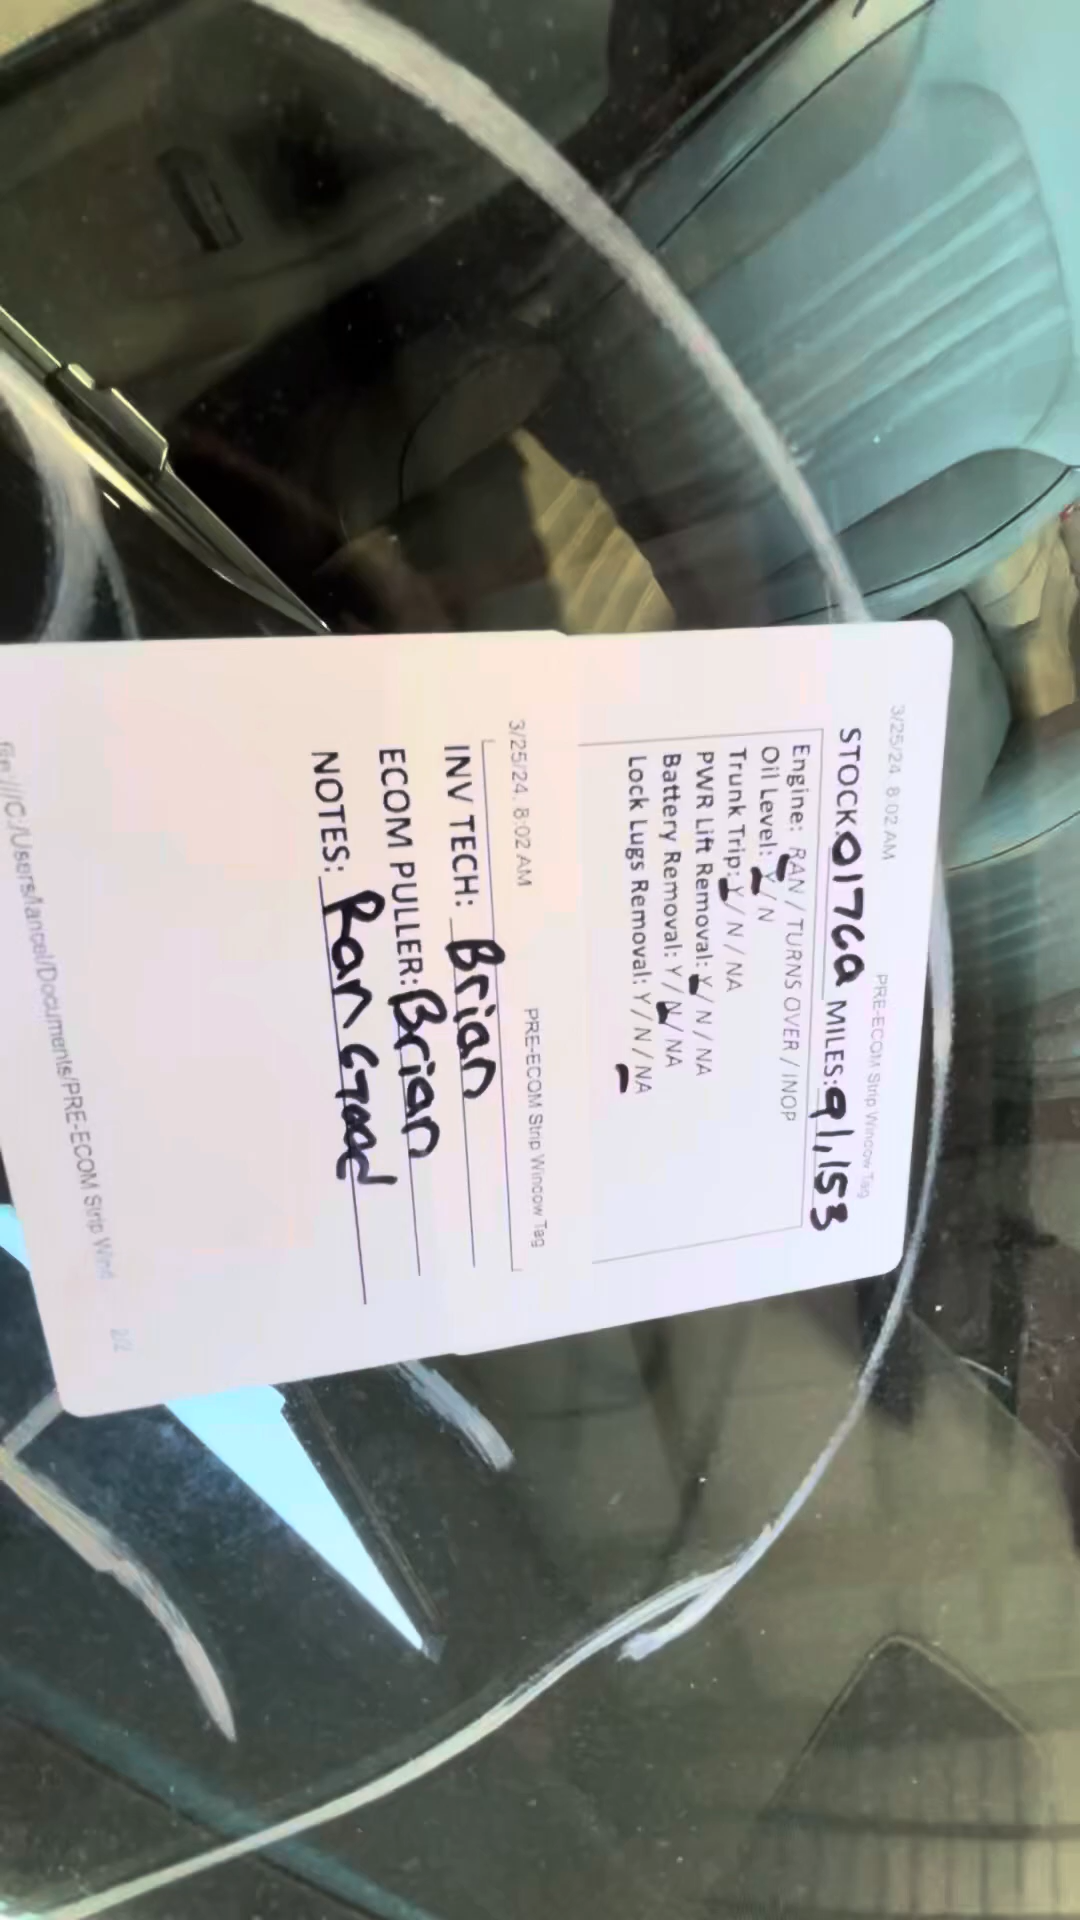 3/25/24, 8:02 AM PRE-ECOM Strip Window Tag
STOCK: 0176a MILES: 91,153
Engine: RAN / TURNS OVER / INOP
Oil Level: Y / N
Trunk Trip: Y / N / NA
PWR Lift Removal: Y / N / NA
Battery Removal: Y / N / NA
Lock Lugs Removal: Y / N / NA
3/25/24, 8:02 AM PRE-ECOM Strip Window Tag
INV TECH: Brian
ECOM PULLER: Brian
NOTES: Ran Good
file:///C:/Users/lancel/Documents/PRE-ECOM Strip Wind 2/2